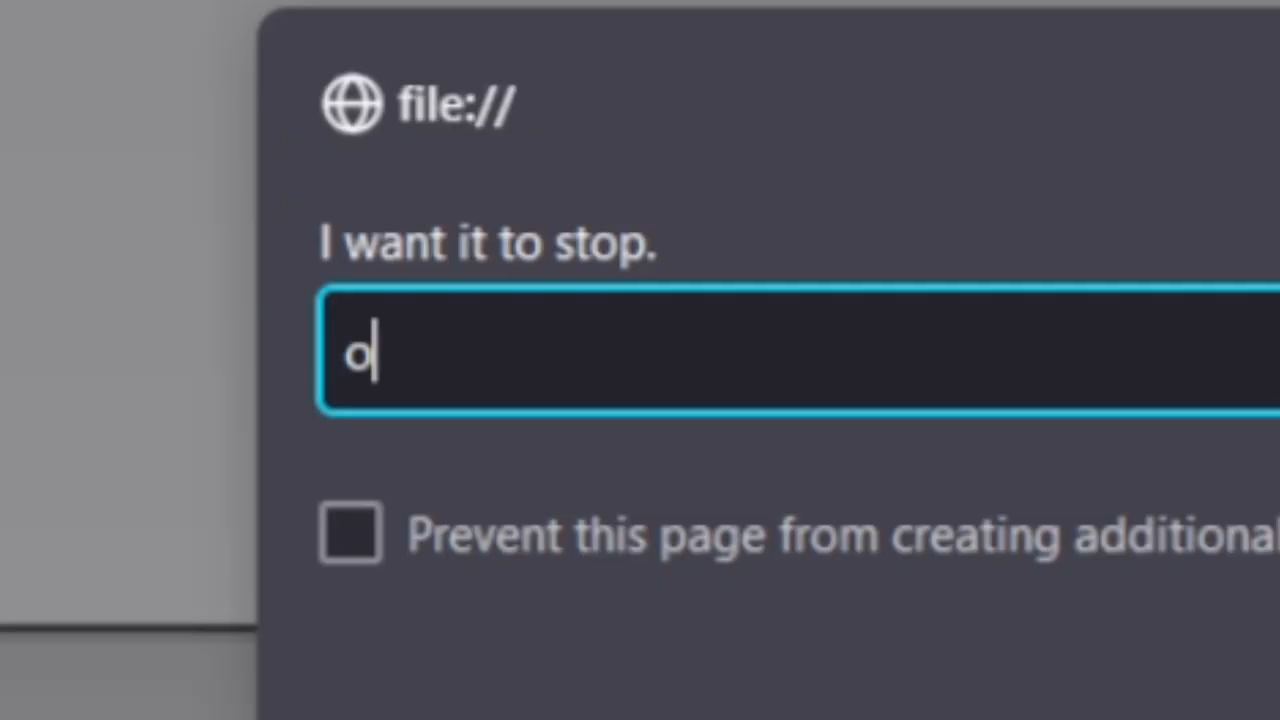 file://
I want it to stop.
o
Prevent this page from creating additional